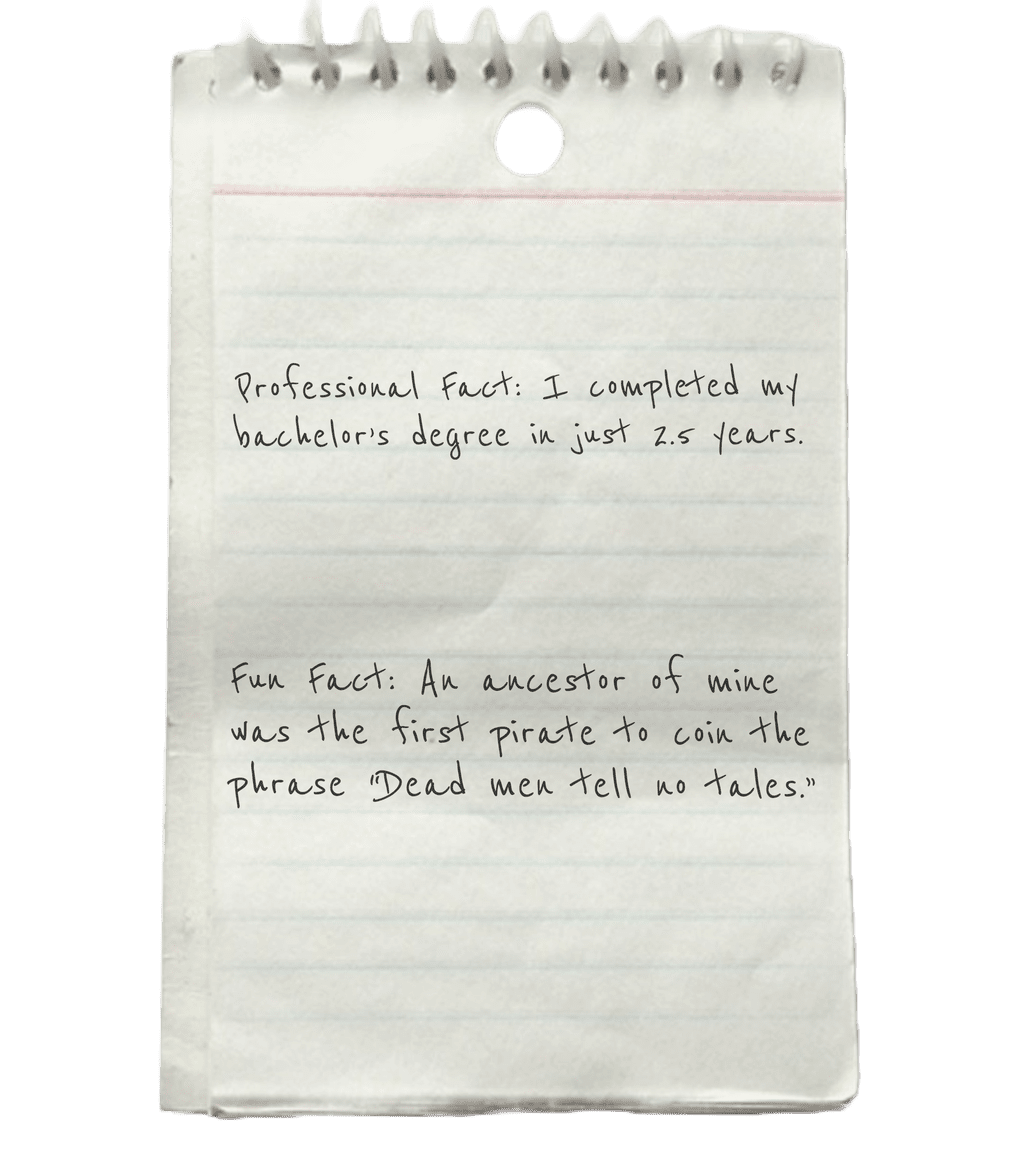 Professional Fact: I completed my
bachelor's degree in just 2.5 years.
Fun Fact: An ancestor of mine
was the first pirate to coin the
phrase "Dead men tell no tales."